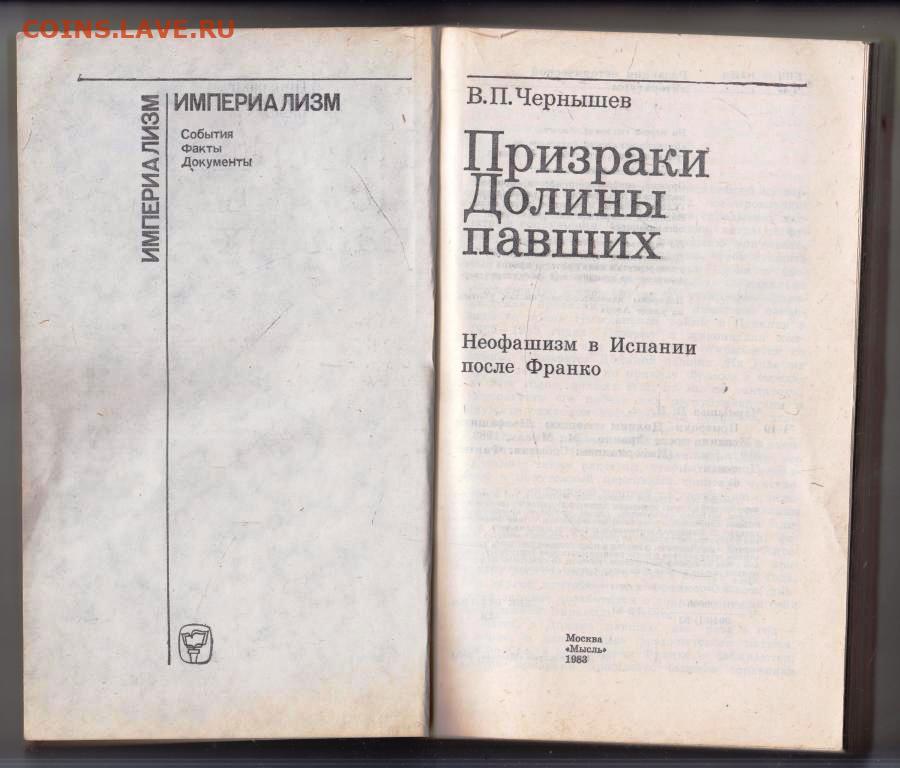 COINS.LAVE.RU
ИМПЕРИАЛИЗМ
ИМПЕРИАЛИЗМ
События
Факты
Документы
В.П.Чернышев
Призраки
Долины
павших
Неофашизм в Испании
после Франко
Москва
«Мысль»
1983